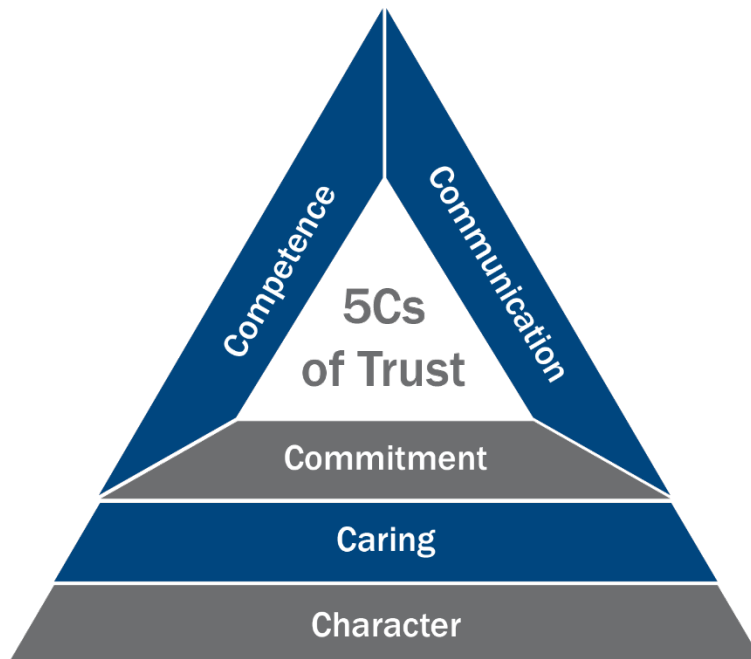 Competence
Communication
5Cs
of Trust
Commitment
Caring
Character